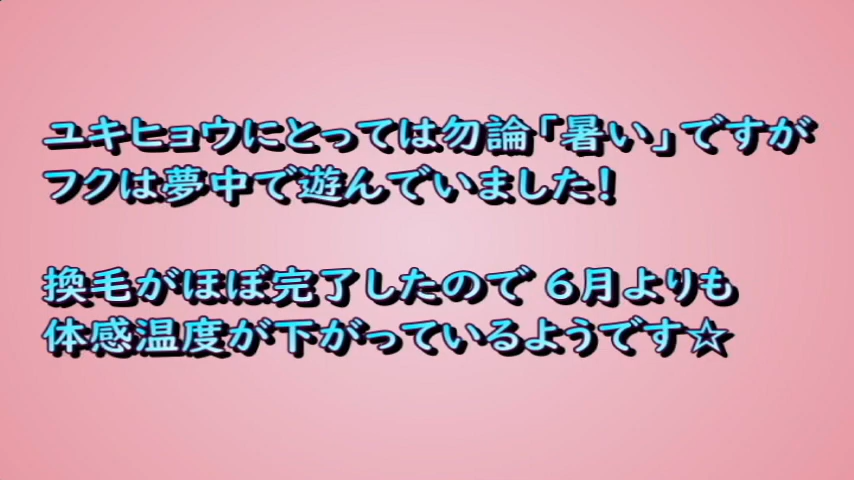 ユキヒョウにとっては勿論「暑い」ですが
フクは夢中で遊んでいました！
換毛がほぼ完了したので ６月よりも
体感温度が下がっているようです☆